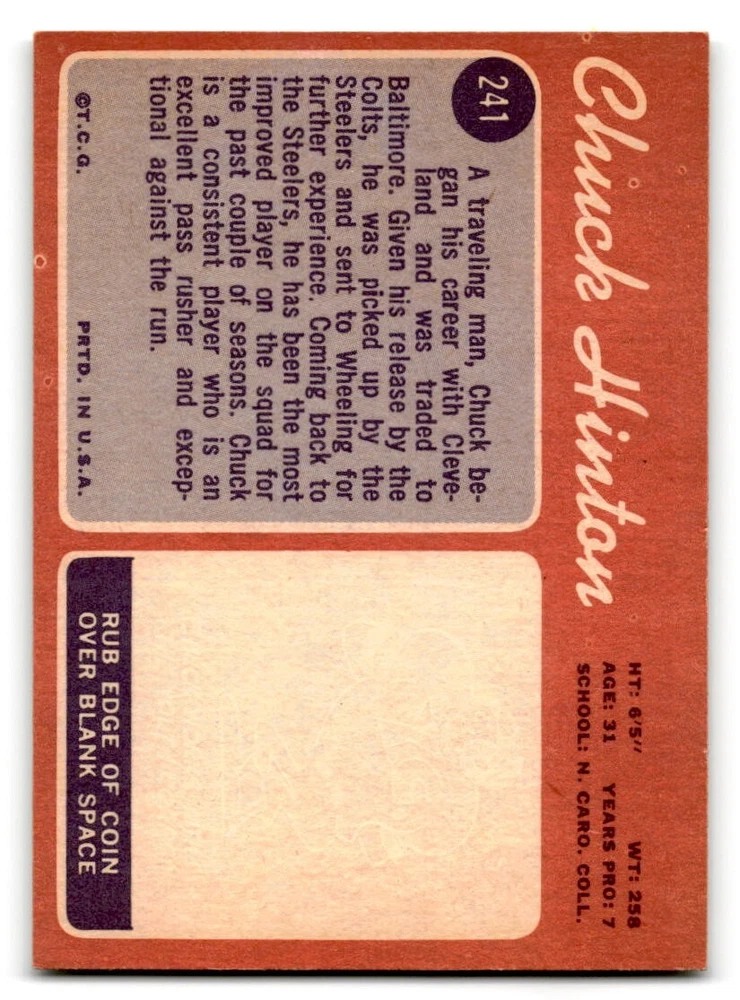 Chuck Hinton
HT: 6'5" WT: 258
AGE: 31 YEARS PRO: 7
SCHOOL: N. CARO. COLL.
241
A traveling man, Chuck be-
gan his career with Cleve-
land and was traded to
Baltimore. Given his release by the
Colts, he was picked up by the
Steelers and sent to Wheeling for
further experience. Coming back to
the Steelers, he has been the most
improved player on the squad for
the past couple of seasons. Chuck
is a consistent player who is an
excellent pass rusher and excep-
tional against the run.
©T.C.G. PRTD. IN U.S.A.
RUB EDGE OF COIN
OVER BLANK SPACE